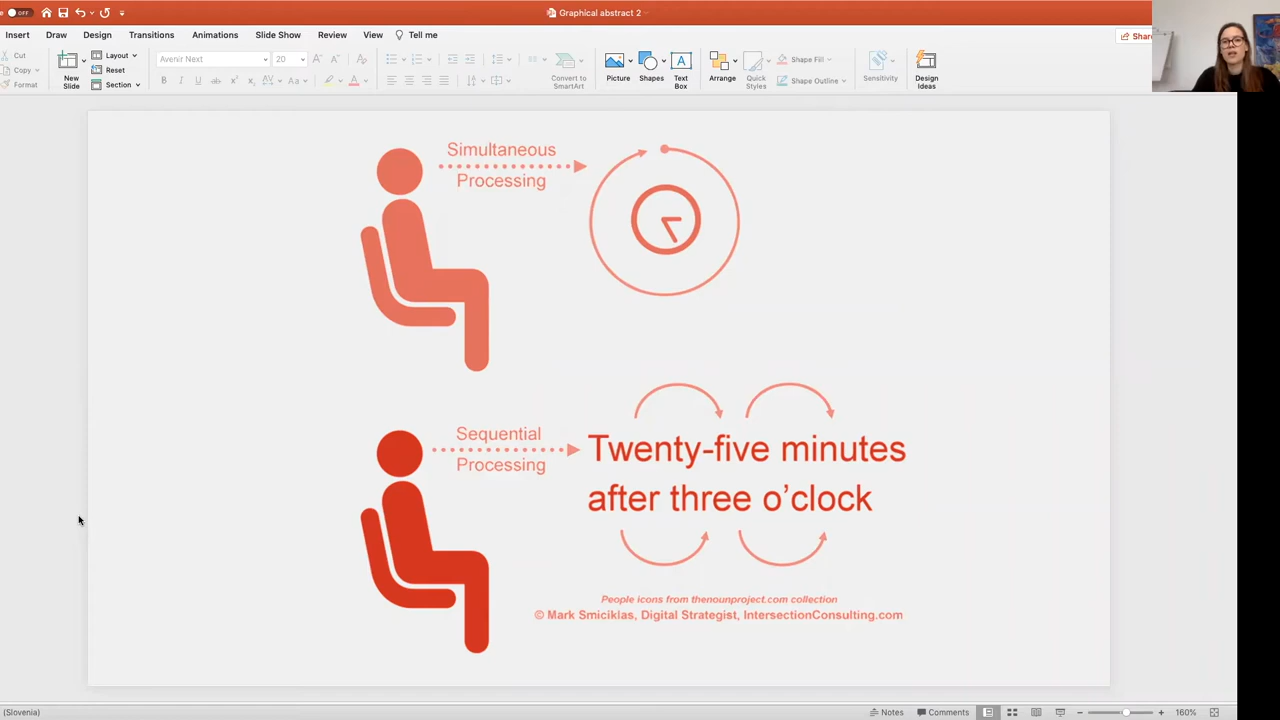 OFF
Graphical abstract 2
Insert Draw Design Transitions Animations Slide Show Review View Tell me
Share
Cut
Copy
Format
New
Slide
Layout
Reset
Section
Avenir Next 20
Convert to
SmartArt
Picture
Shapes
Text
Box
Arrange
Quick
Styles
Shape Fill
Shape Outline
Sensitivity
Design
Ideas
Simultaneous
Processing
Sequential
Processing
Twenty-five minutes
after three o’clock
People icons from thenounproject.com collection
© Mark Smiciklas, Digital Strategist, IntersectionConsulting.com
(Slovenia)
Notes Comments 160%